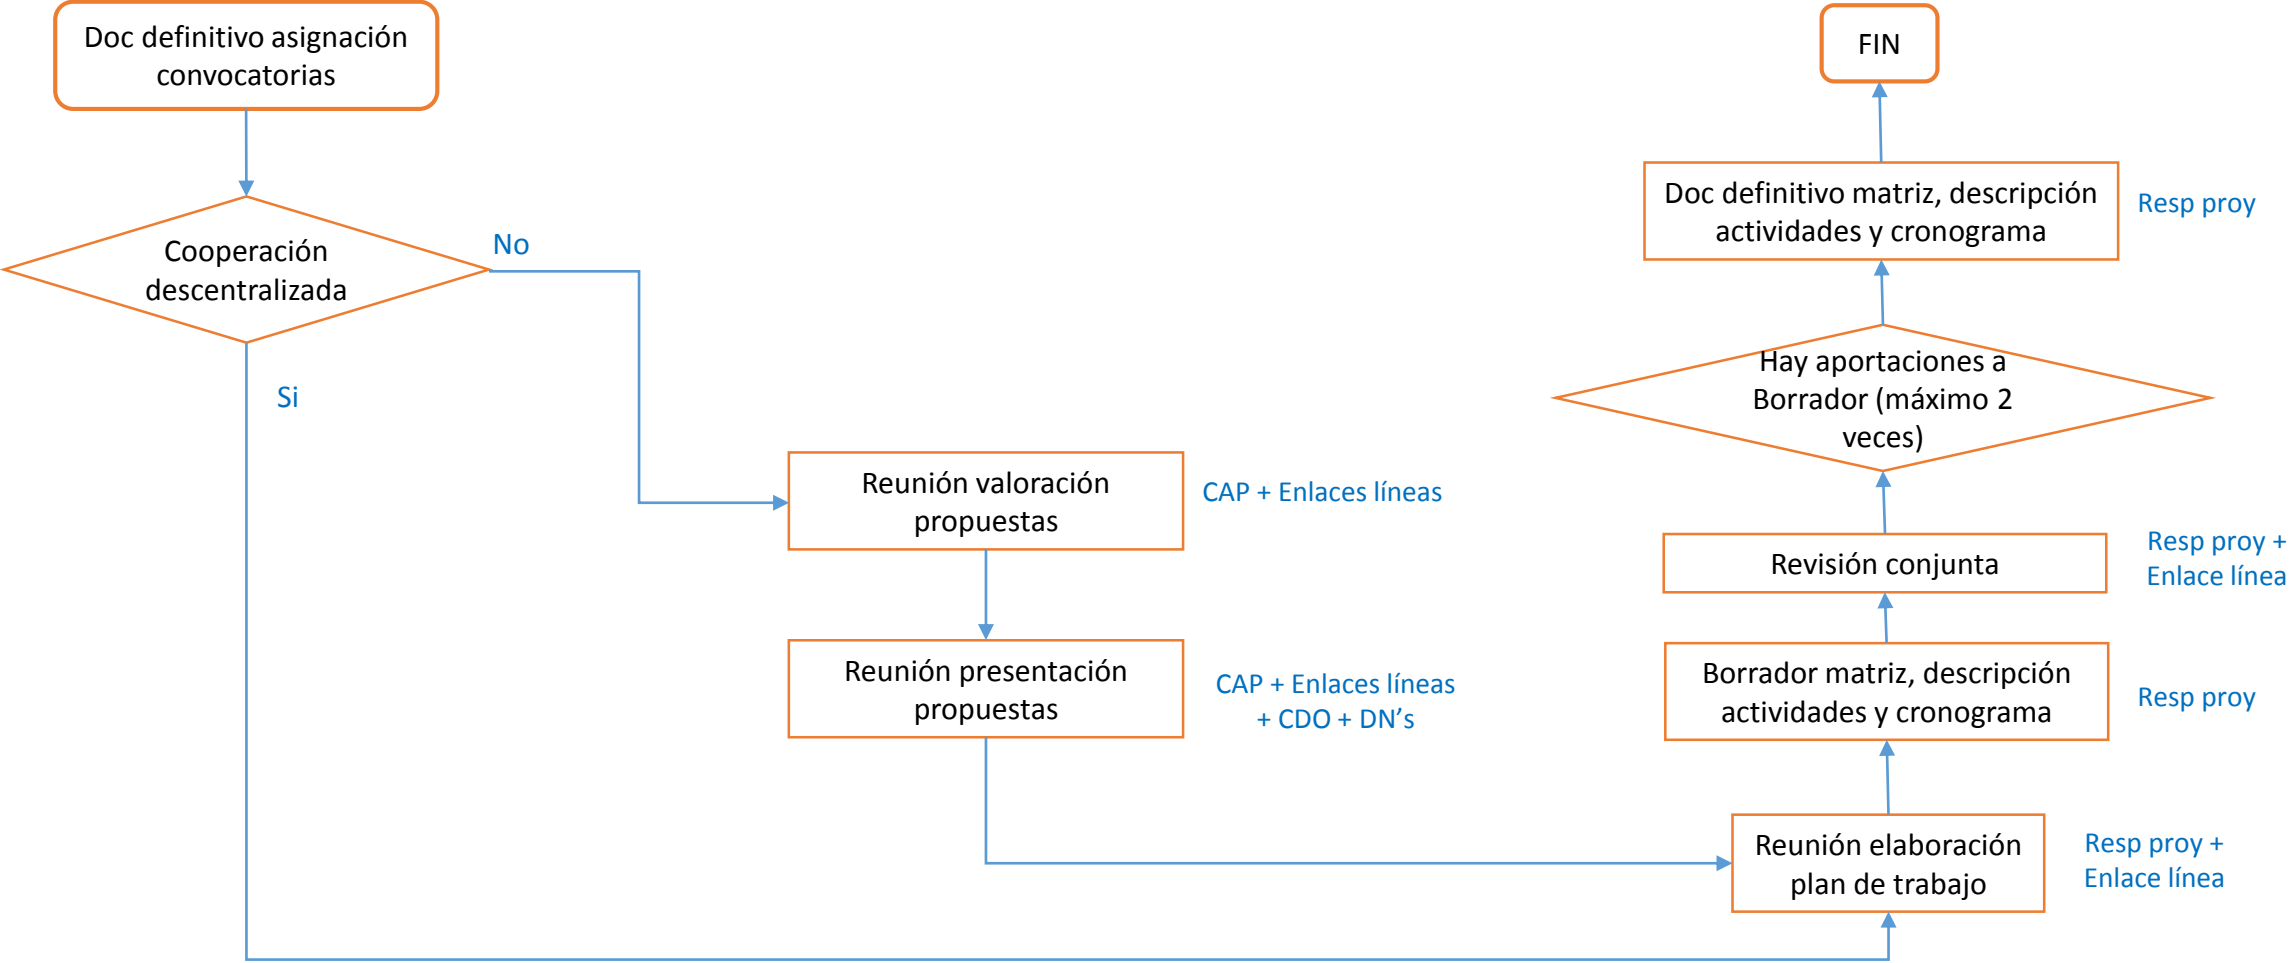 Doc definitivo asignación
convocatorias
Cooperación
descentralizada
No
Si
Reunión valoración
propuestas
CAP + Enlaces líneas
Reunión presentación
propuestas
CAP + Enlaces líneas
+ CDO + DN’s
FIN
Doc definitivo matriz, descripción
actividades y cronograma
Resp proy
Hay aportaciones a
Borrador (máximo 2
veces)
Revisión conjunta
Resp proy +
Enlace línea
Borrador matriz, descripción
actividades y cronograma
Resp proy
Reunión elaboración
plan de trabajo
Resp proy +
Enlace línea